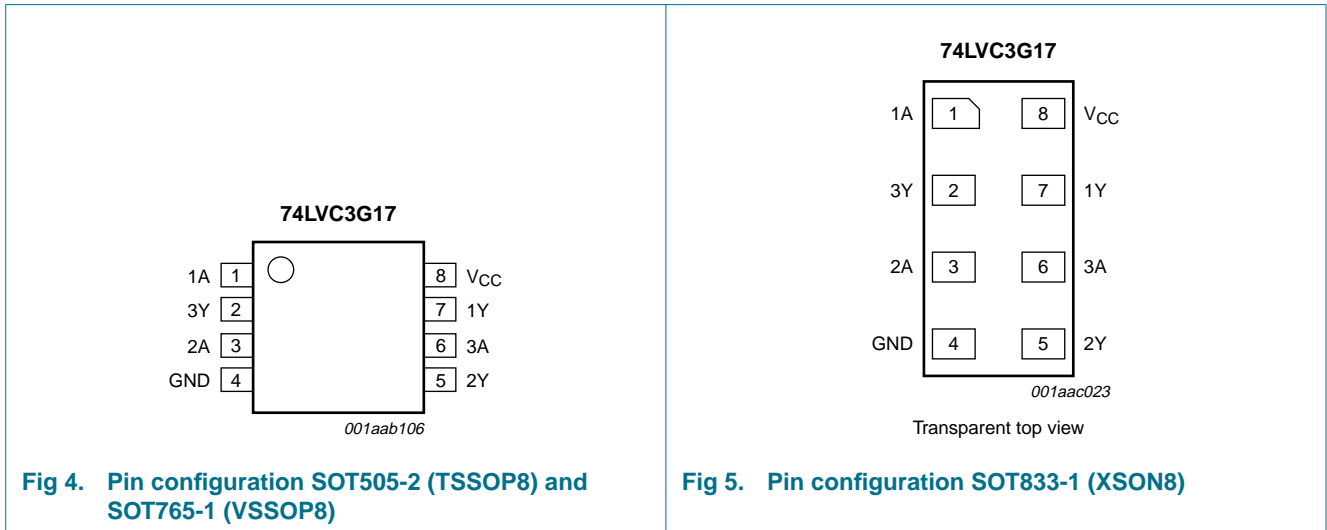 74LVC3G17
1A 1 8 VCC
3Y 2 7 1Y
2A 3 6 3A
GND 4 5 2Y
001aab106
Fig 4. Pin configuration SOT505-2 (TSSOP8) and
SOT765-1 (VSSOP8)
74LVC3G17
1A 1 8 VCC
3Y 2 7 1Y
2A 3 6 3A
GND 4 5 2Y
001aac023
Transparent top view
Fig 5. Pin configuration SOT833-1 (XSON8)